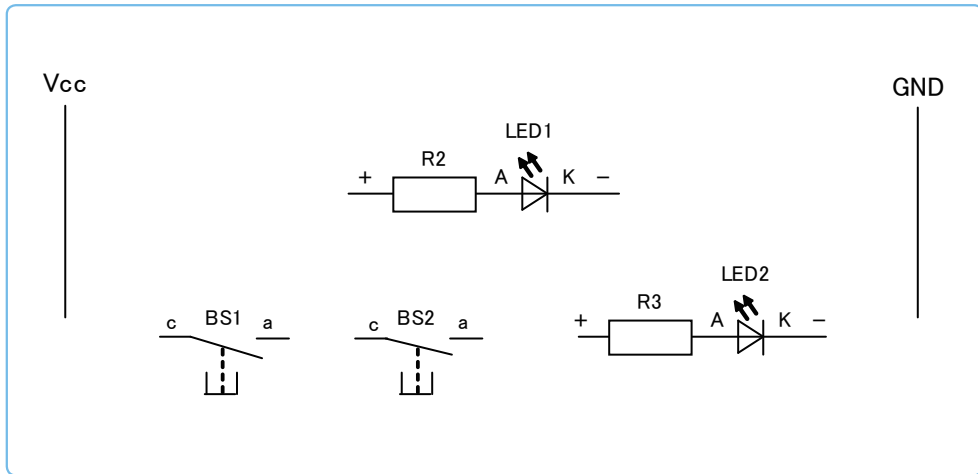 Vcc
GND
LED1
R2
+ A K −
LED2
R3
+ A K −
c BS1 a
c BS2 a